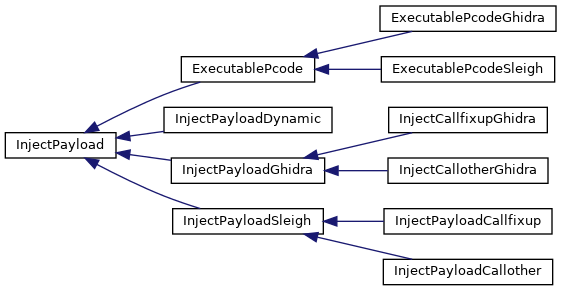 ExecutablePcodeGhidra
ExecutablePcode
ExecutablePcodeSleigh
InjectPayloadDynamic
InjectCallfixupGhidra
InjectPayload
InjectPayloadGhidra
InjectCallotherGhidra
InjectPayloadSleigh
InjectPayloadCallfixup
InjectPayloadCallother